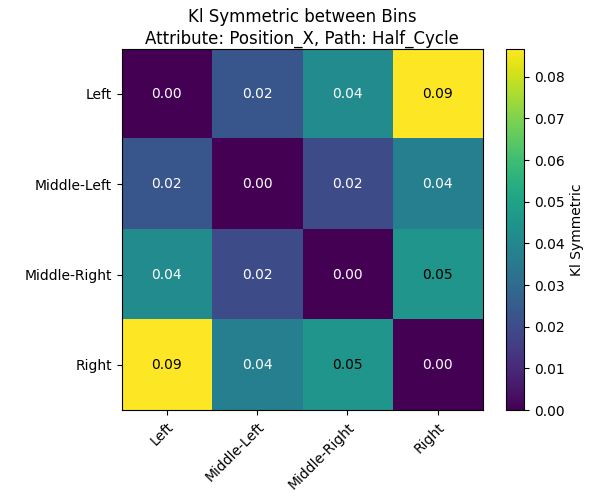 Kl Symmetric between Bins
Attribute: Position_X, Path: Half_Cycle
Left
0.00 0.02 0.04 0.09
Middle-Left
0.02 0.00 0.02 0.04
Middle-Right
0.04 0.02 0.00 0.05
Right
0.09 0.04 0.05 0.00
Left
Middle-Left
Middle-Right
Right
0.08
0.07
0.06
0.05
0.04
0.03
0.02
0.01
0.00
Kl Symmetric